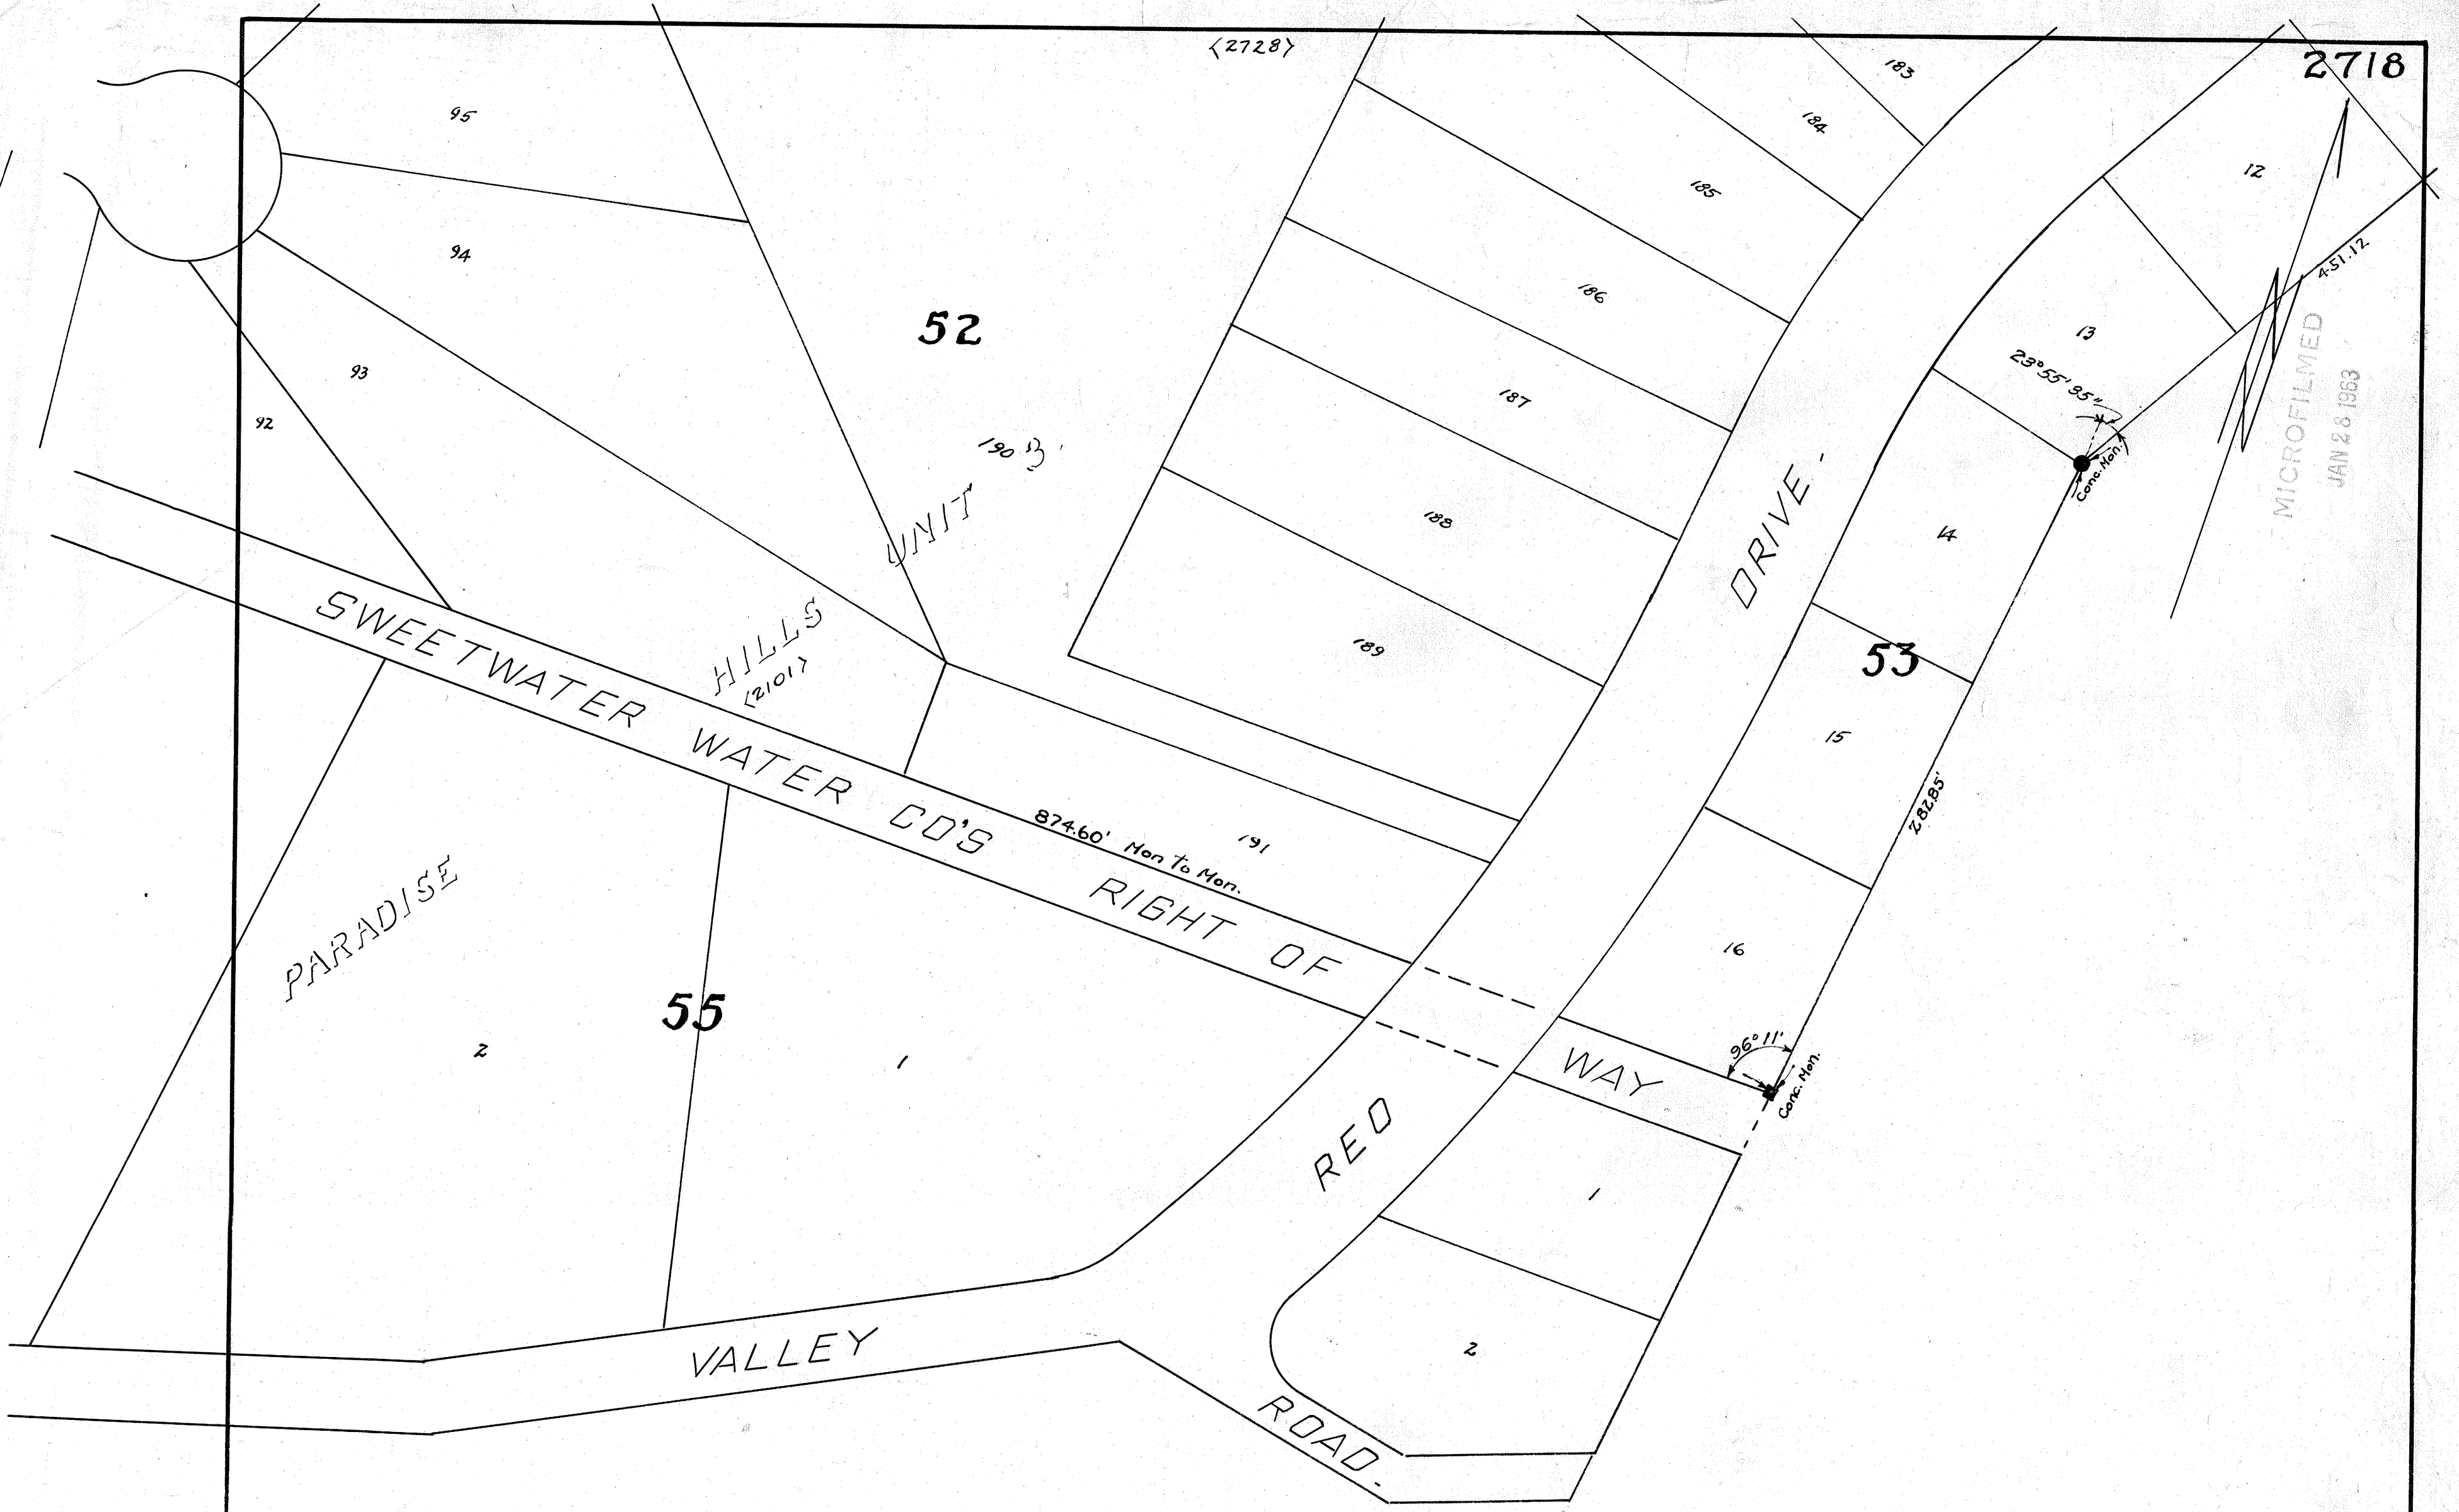 <2728>
2718
183
95
184
12
185
94
451.12
186
52
13
23°55'35"
93
187
MICROFILMED
JAN 28 1963
92
190
UNIT 3
Conc. Mon.
188
DRIVE.
14
HILLS
<2101>
189
53
SWEETWATER WATER CO'S RIGHT OF WAY
15
282.85'
874.60' Mon to Mon.
191
PARADISE
16
55
2
1
96°11'
Conc. Mon.
REO
1
VALLEY
2
ROAD.